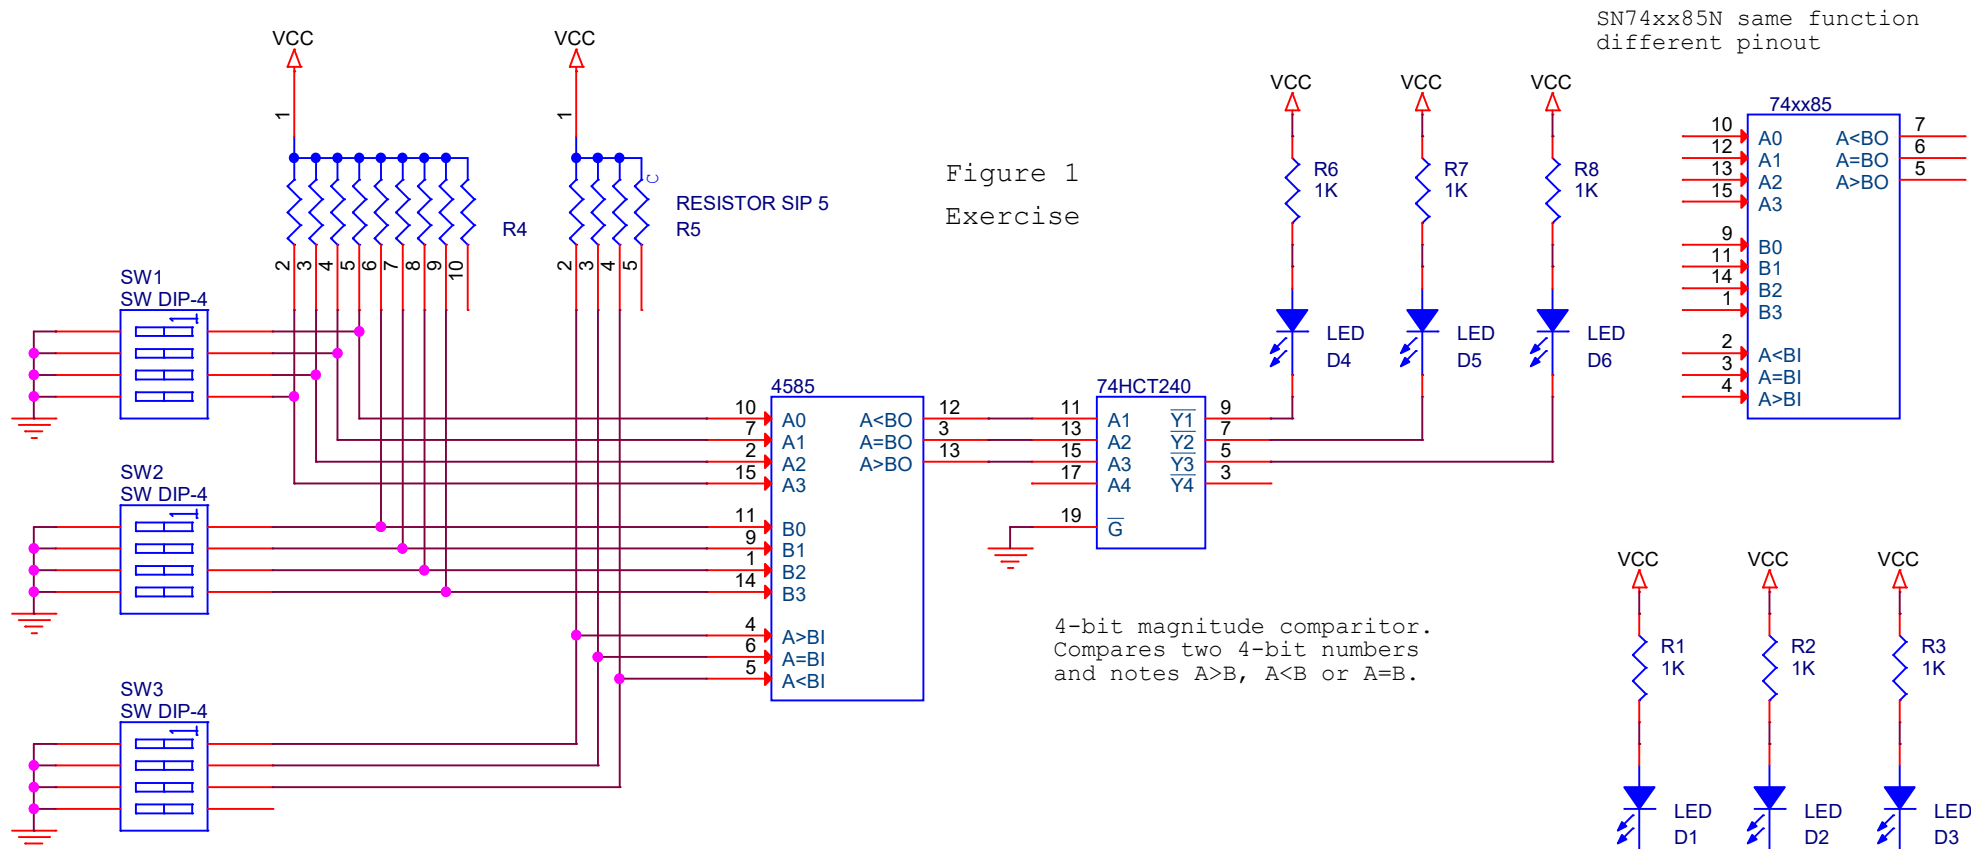 SN74xx85N same function
different pinout
VCC
VCC
VCC
VCC
VCC
1
1
74xx85
10 A0 A<BO 7
12 A1 A=BO 6
13 A2 A>BO 5
15 A3
9 B0
11 B1
14 B2
1 B3
2 A<BI
3 A=BI
4 A>BI
Figure 1
Exercise
R6
1K
R7
1K
R8
1K
C
RESISTOR SIP 5
R5
R4
2 3 4 5 6 7 8 9 10
2 3 4 5
SW1
SW DIP-4
1
LED
D4
LED
D5
LED
D6
4585
10 A0 A<BO 12
7 A1 A=BO 3
2 A2 A>BO 13
15 A3
11 B0
9 B1
1 B2
14 B3
4 A>BI
6 A=BI
5 A<BI
74HCT240
11 A1 Y1 9
13 A2 Y2 7
15 A3 Y3 5
17 A4 Y4 3
19 G
SW2
SW DIP-4
1
4-bit magnitude comparitor.
Compares two 4-bit numbers
and notes A>B, A<B or A=B.
SW3
SW DIP-4
1
VCC
VCC
VCC
R1
1K
R2
1K
R3
1K
LED
D1
LED
D2
LED
D3